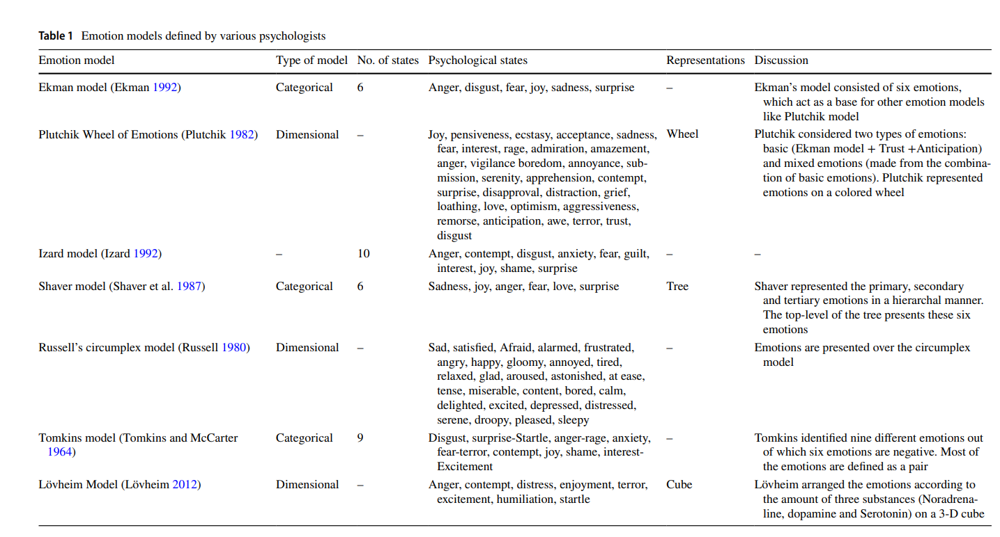 Table 1 Emotion models defined by various psychologists
Emotion model Type of model No. of states Psychological states Representations Discussion
Ekman model (Ekman 1992) Categorical 6 Anger, disgust, fear, joy, sadness, surprise – Ekman's model consisted of six emotions,
which act as a base for other emotion models
like Plutchik model
Plutchik Wheel of Emotions (Plutchik 1982) Dimensional – Joy, pensiveness, ecstasy, acceptance, sadness, Wheel Plutchik considered two types of emotions:
fear, interest, rage, admiration, amazement, basic (Ekman model + Trust +Anticipation)
anger, vigilance boredom, annoyance, sub- and mixed emotions (made from the combina-
mission, serenity, apprehension, contempt, tion of basic emotions). Plutchik represented
surprise, disapproval, distraction, grief, emotions on a colored wheel
loathing, love, optimism, aggressiveness,
remorse, anticipation, awe, terror, trust,
disgust
Izard model (Izard 1992) – 10 Anger, contempt, disgust, anxiety, fear, guilt, – –
interest, joy, shame, surprise
Shaver model (Shaver et al. 1987) Categorical 6 Sadness, joy, anger, fear, love, surprise Tree Shaver represented the primary, secondary
and tertiary emotions in a hierarchal manner.
The top-level of the tree presents these six
emotions
Russell's circumplex model (Russell 1980) Dimensional – Sad, satisfied, Afraid, alarmed, frustrated, – Emotions are presented over the circumplex
angry, happy, gloomy, annoyed, tired, model
relaxed, glad, aroused, astonished, at ease,
tense, miserable, content, bored, calm,
delighted, excited, depressed, distressed,
serene, droopy, pleased, sleepy
Tomkins model (Tomkins and McCarter Categorical 9 Disgust, surprise-Startle, anger-rage, anxiety, – Tomkins identified nine different emotions out
1964) fear-terror, contempt, joy, shame, interest- of which six emotions are negative. Most of
Excitement the emotions are defined as a pair
Lövheim Model (Lövheim 2012) Dimensional – Anger, contempt, distress, enjoyment, terror, Cube Lövheim arranged the emotions according to
excitement, humiliation, startle the amount of three substances (Noradrena-
line, dopamine and Serotonin) on a 3-D cube